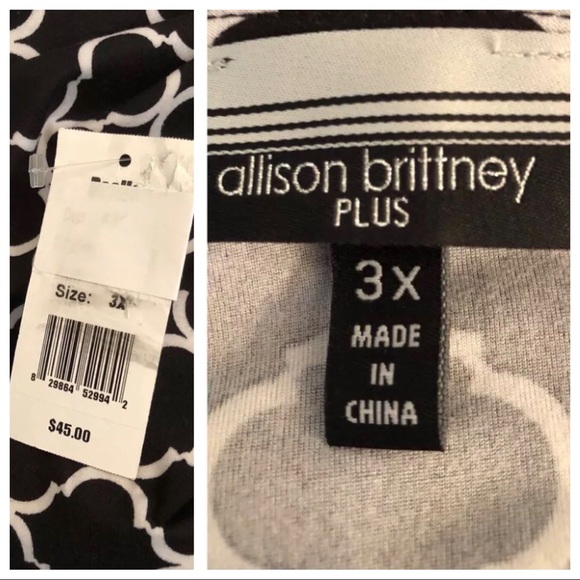 Size: 3X
8 29864 52994 2
$45.00
allison brittney
PLUS
3X
MADE
IN
CHINA